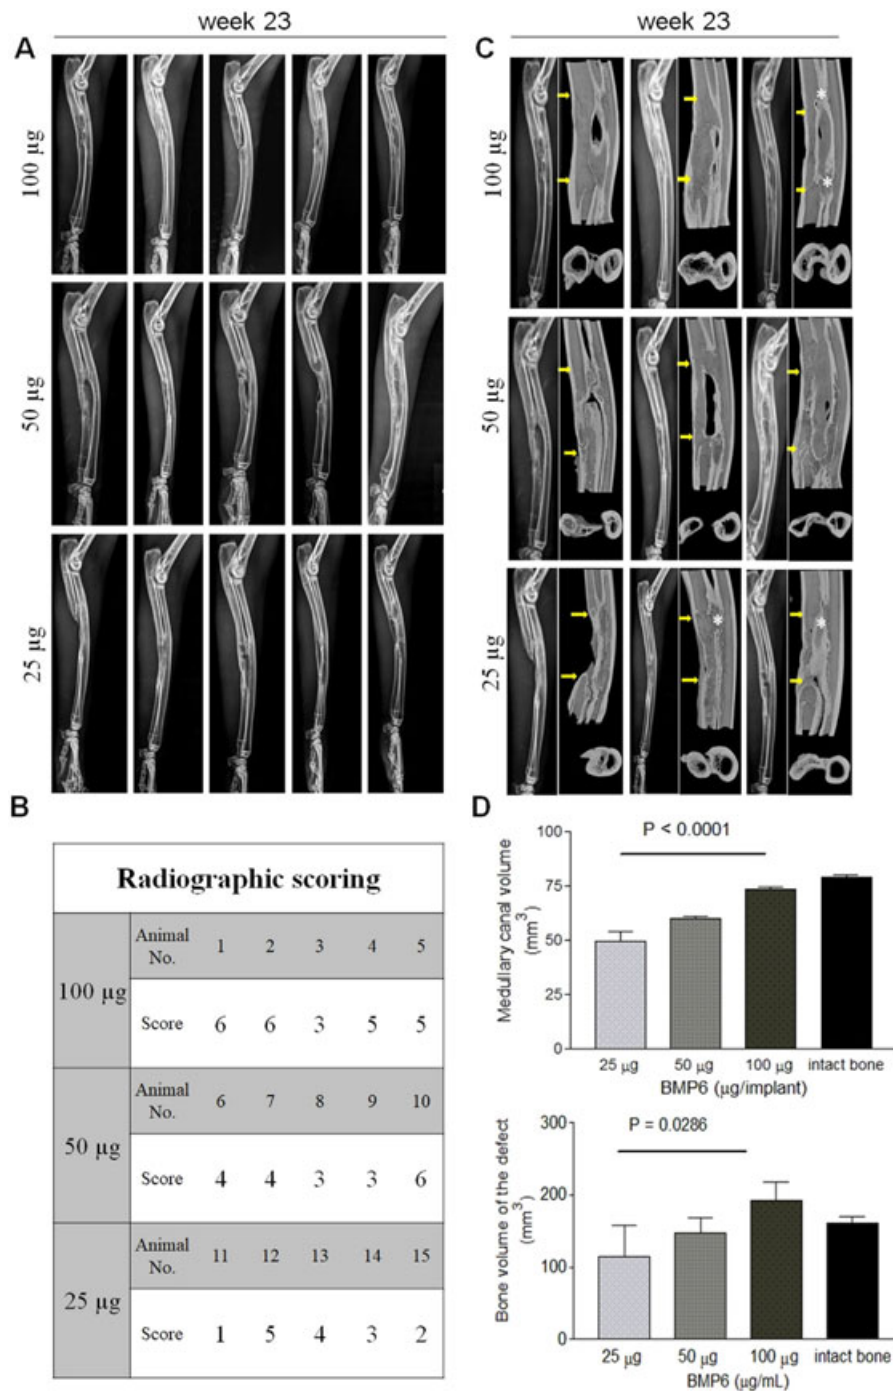 week 23
A
100 µg
50 µg
25 µg
week 23
C
100 µg
*
*
50 µg
25 µg
*
*
B
Radiographic scoring
100 µg
Animal No. 1 2 3 4 5
Score 6 6 3 5 5
50 µg
Animal No. 6 7 8 9 10
Score 4 4 3 3 6
25 µg
Animal No. 11 12 13 14 15
Score 1 5 4 3 2
D
P < 0.0001
Medullary canal volume
(mm³)
100
75
50
25
0
25 µg 50 µg 100 µg intact bone
BMP6 (µg/implant)
P = 0.0286
Bone volume of the defect
(mm³)
300
200
100
0
25 µg 50 µg 100 µg intact bone
BMP6 (µg/mL)